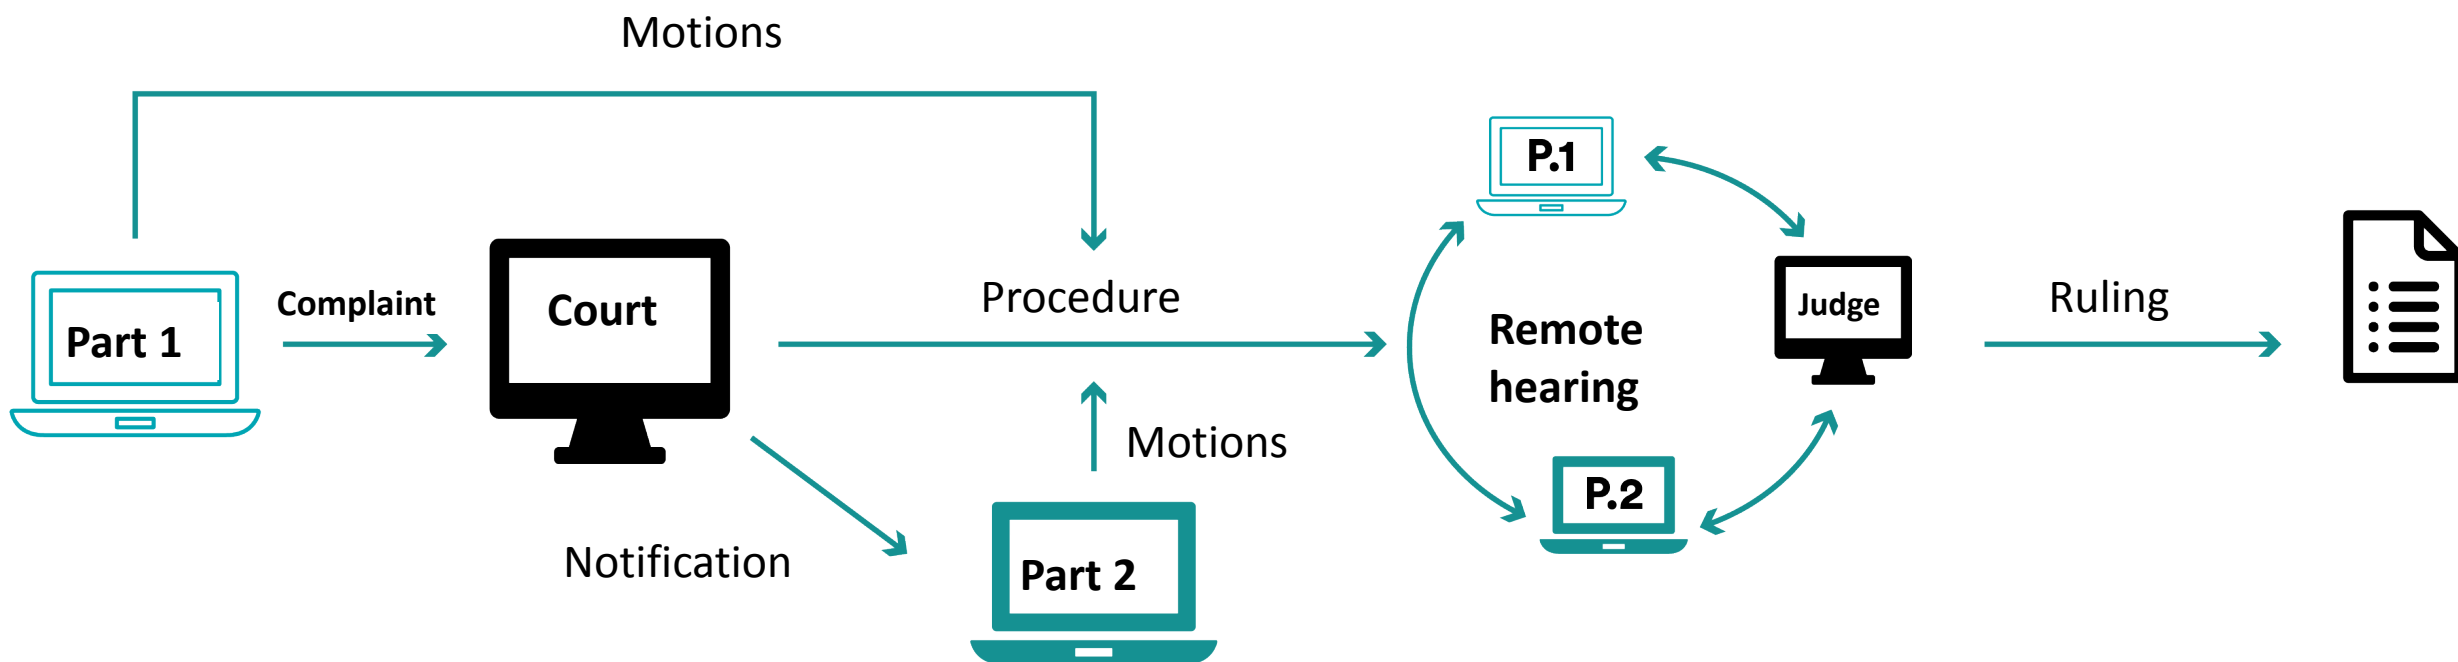 Motions
Part 1
Complaint
Court
Procedure
Notification
Motions
Part 2
P.1
Remote
hearing
Judge
P.2
Ruling